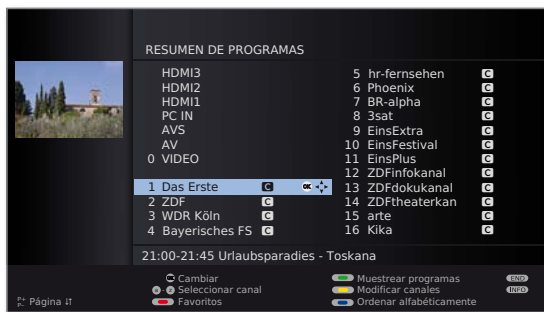 RESUMEN DE PROGRAMAS
HDMI3
HDMI2
HDMI1
PC IN
AVS
AV
0 VIDEO
1 Das Erste C OK
2 ZDF C
3 WDR Köln C
4 Bayerisches FS C
5 hr-fernsehen C
6 Phoenix C
7 BR-alpha C
8 3sat C
9 EinsExtra C
10 EinsFestival C
11 EinsPlus C
12 ZDFinfokanal C
13 ZDFdokukanal C
14 ZDFtheaterkan C
15 arte C
16 Kika C
21:00-21:45 Urlaubsparadies - Toskana
OK Cambiar
Seleccionar canal
Favoritos
Muestrear programas END
Modificar canales INFO
Ordenar alfabéticamente
P+ P- Página